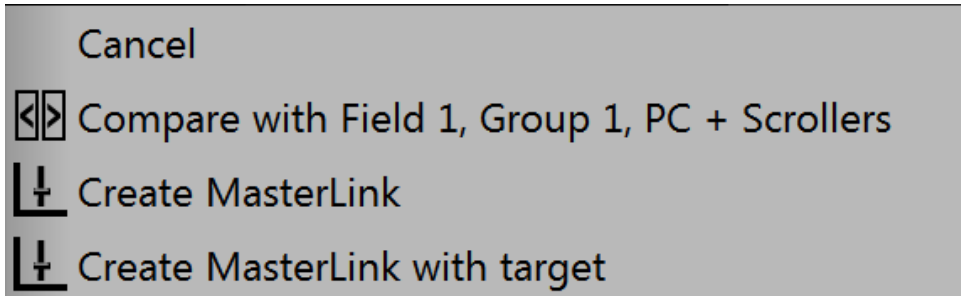 Cancel
Compare with Field 1, Group 1, PC + Scrollers
Create MasterLink
Create MasterLink with target